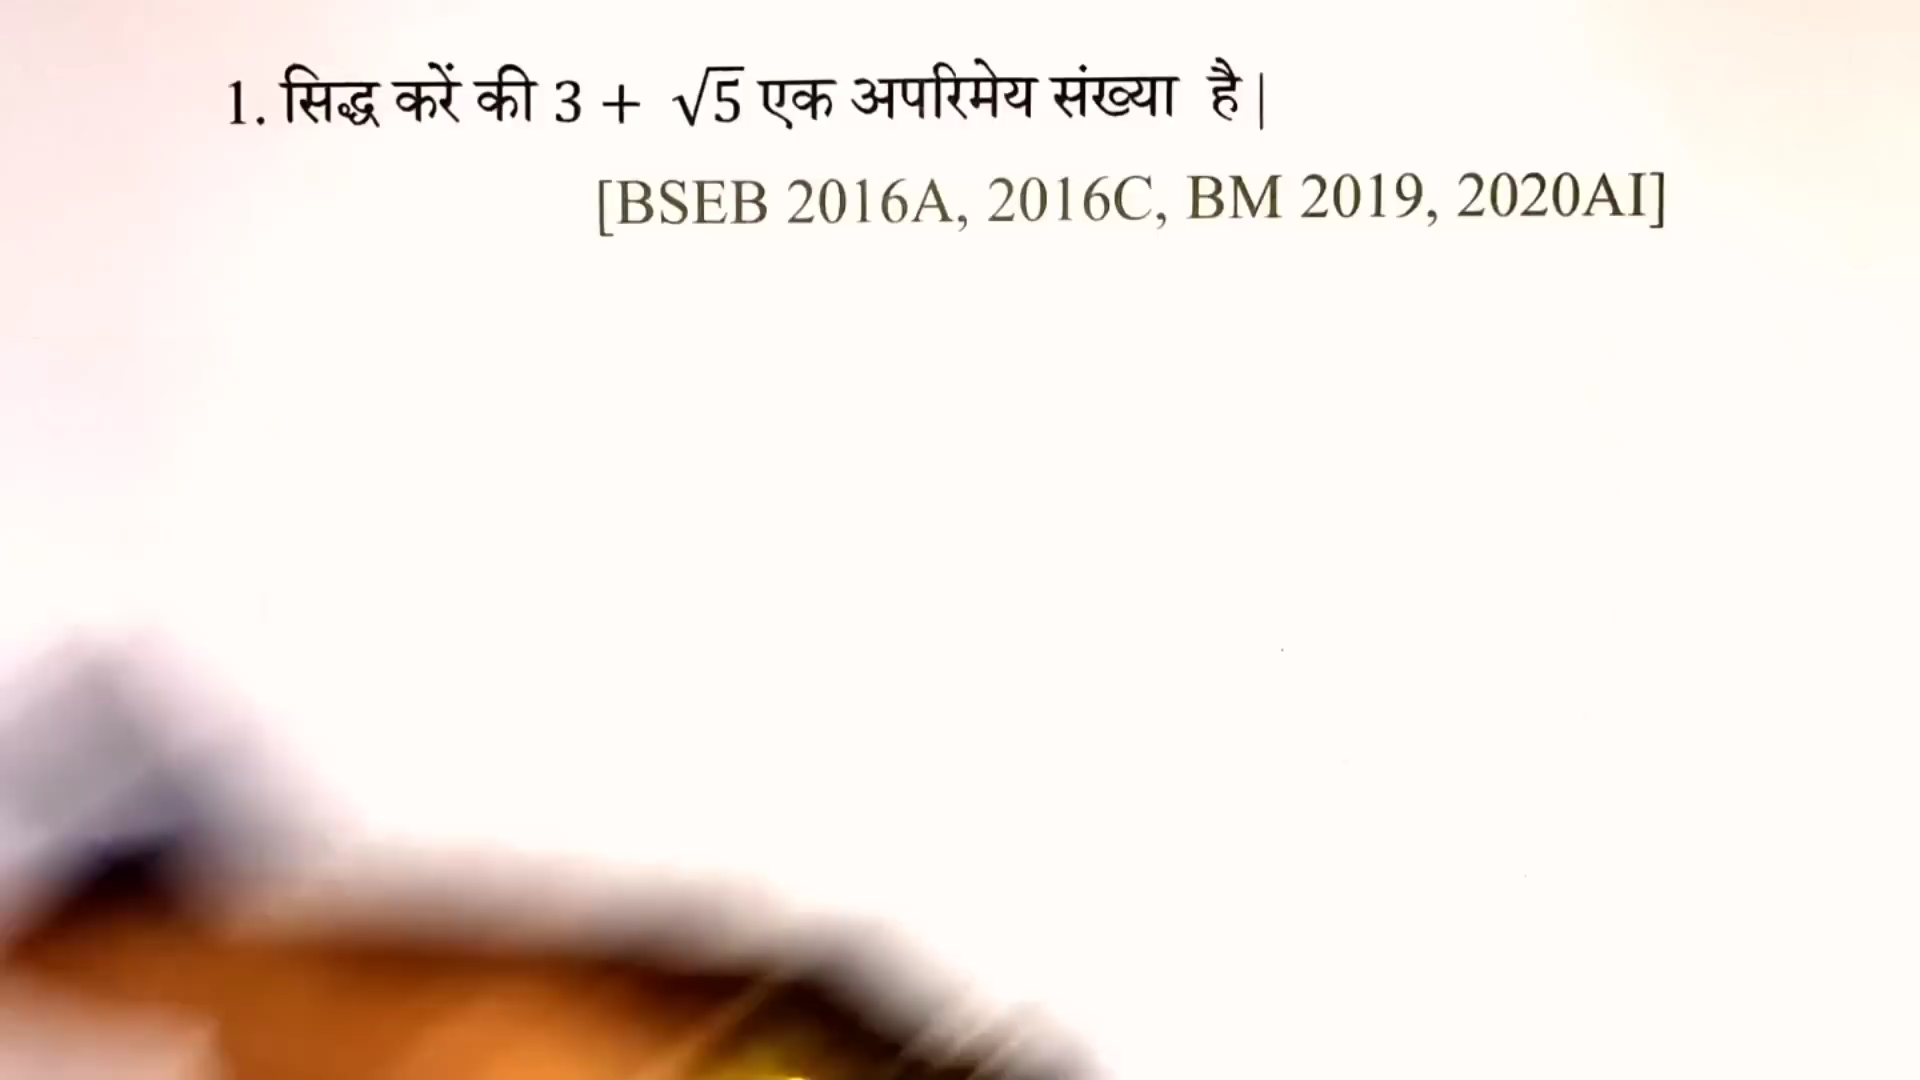 1. सिद्ध करें की 3 + √5 एक अपरिमेय संख्या है|
[BSEB 2016A, 2016C, BM 2019, 2020AI]